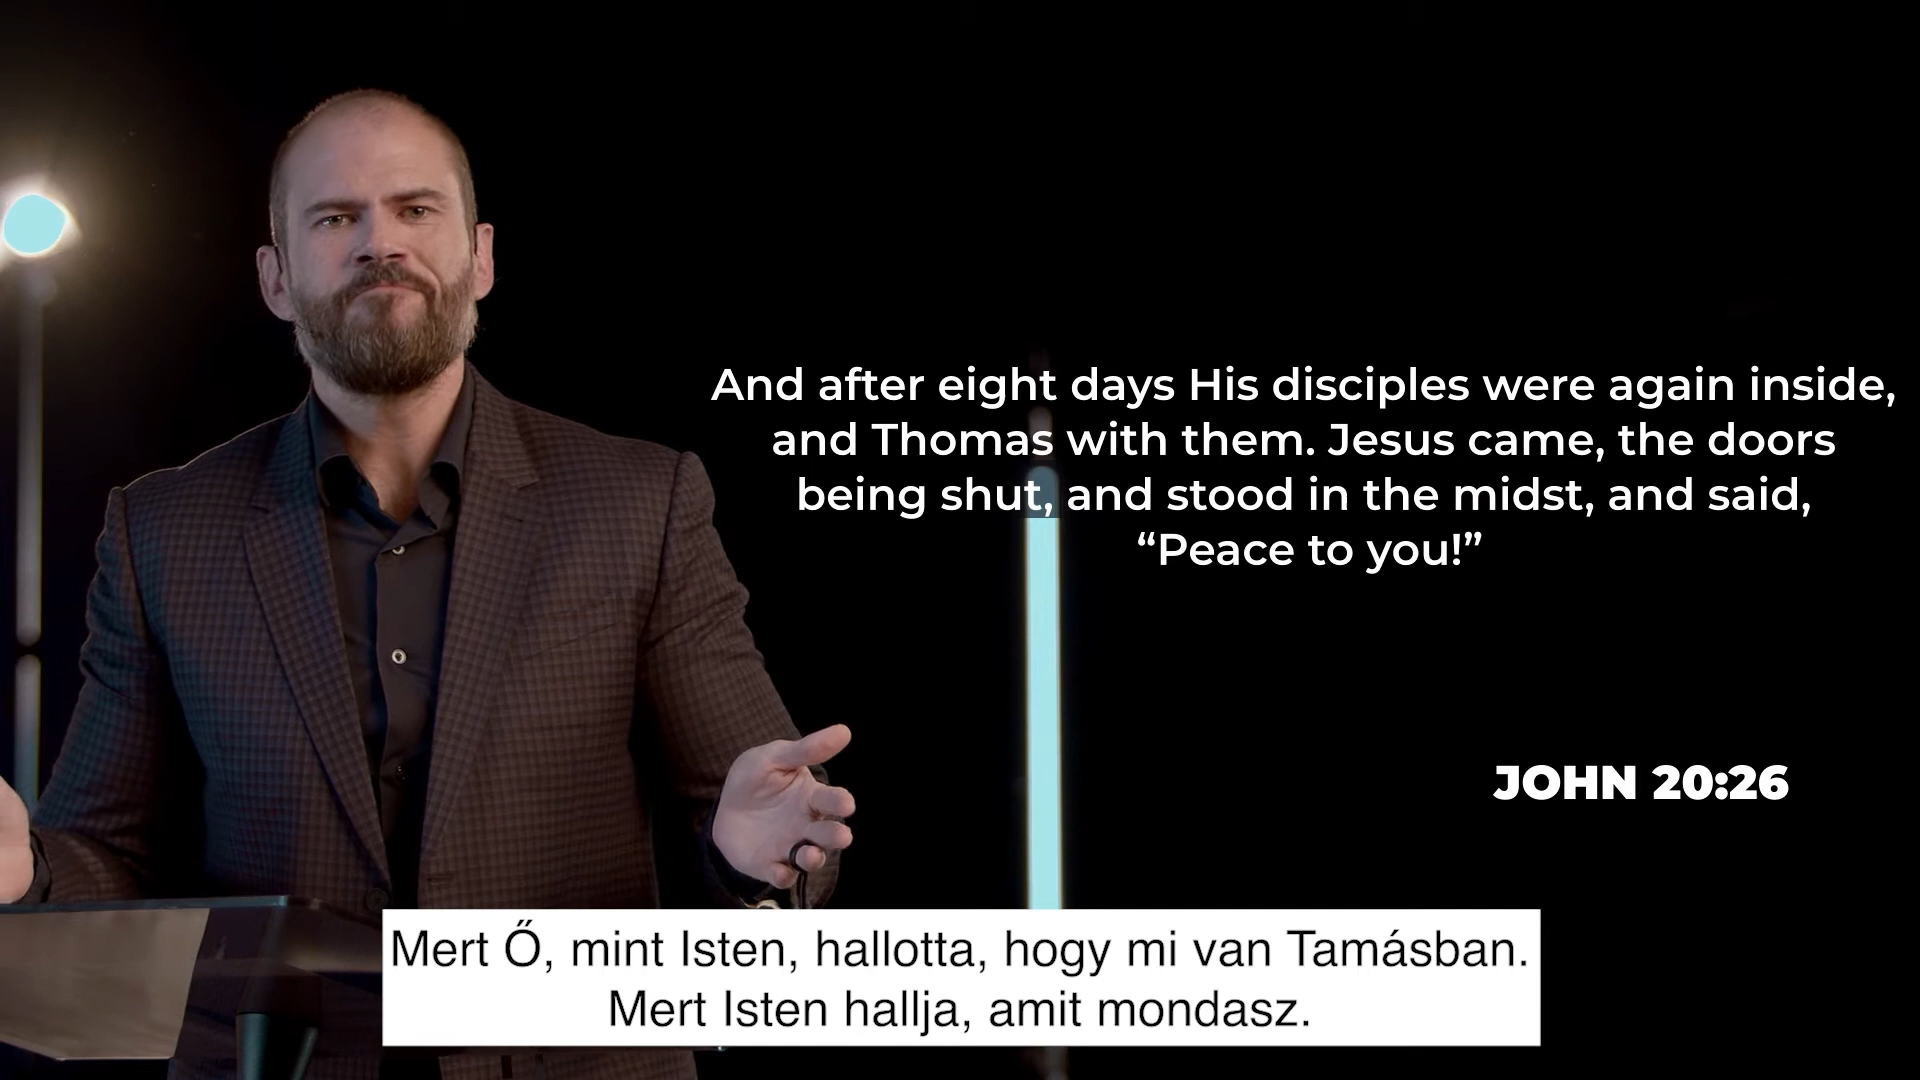 And after eight days His disciples were again inside,
and Thomas with them. Jesus came, the doors
being shut, and stood in the midst, and said,
“Peace to you!”
JOHN 20:26
Mert Ő, mint Isten, hallotta, hogy mi van Tamásban.
Mert Isten hallja, amit mondasz.